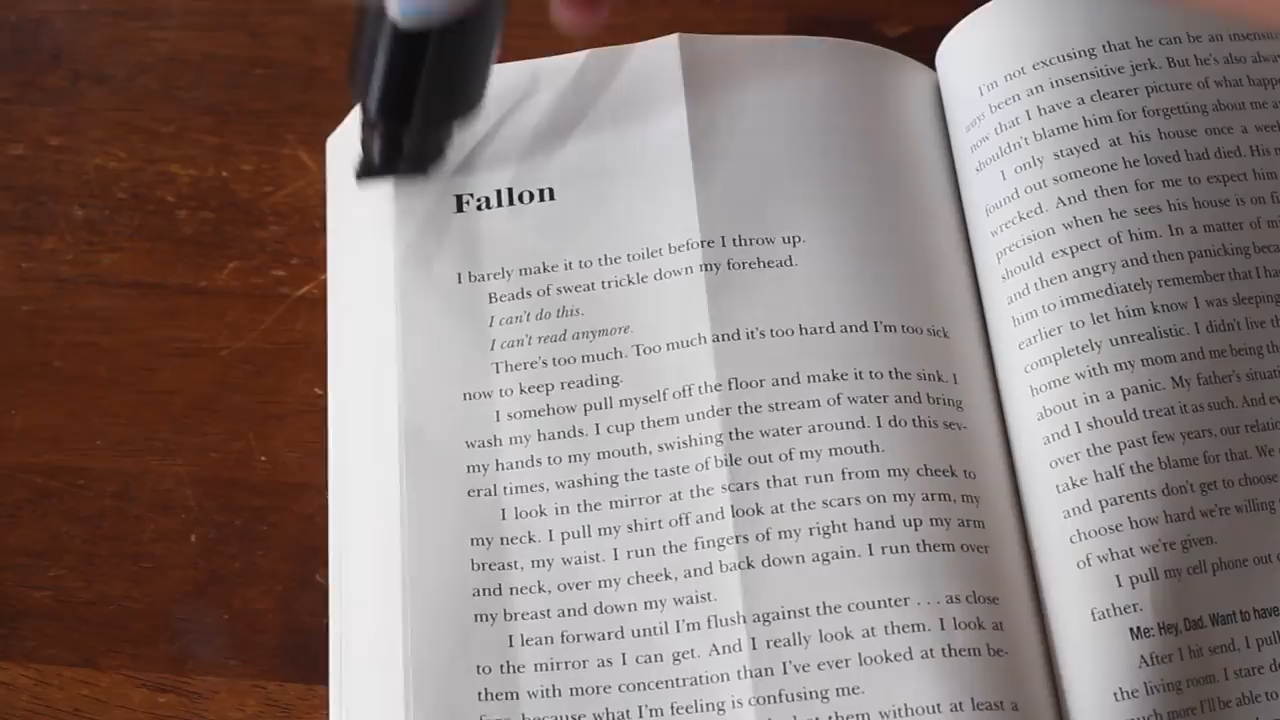 Fallon
I barely make it to the toilet before I throw up.
Beads of sweat trickle down my forehead.
I can't do this.
I can't read anymore.
There's too much. Too much and it's too hard and I'm too sick
now to keep reading.
I somehow pull myself off the floor and make it to the sink. I
wash my hands. I cup them under the stream of water and bring
my hands to my mouth, swishing the water around. I do this sev-
eral times, washing the taste of bile out of my mouth.
I look in the mirror at the scars that run from my cheek to
my neck. I pull my shirt off and look at the scars on my arm, my
breast, my waist. I run the fingers of my right hand up my arm
and neck, over my cheek, and back down again. I run them over
my breast and down my waist.
I lean forward until I'm flush against the counter . . . as close
to the mirror as I can get. And I really look at them. I look at
them with more concentration than I've ever looked at them be-
because what I'm feeling is confusing me.
them without at least a
I'm not excusing that he can be an
been an insensitive jerk. But he's also
now that I have a clearer picture of what
shouldn't blame him for forgetting about me
I only stayed at his house once a
found out someone he loved had died. His
wrecked. And then for me to expect him
precision when he sees his house is on
should expect of him. In a matter of
and then angry and then panicking
him to immediately remember that I
earlier to let him know I was sleeping
completely unrealistic. I didn't live
home with my mom and me being
about in a panic. My father's
and I should treat it as such. And
over the past few years, our
take half the blame for that. We
and parents don't get to choose
choose how hard we're willing
of what we're given.
I pull my cell phone out
father.
Me: Hey, Dad. Want to have
After I hit send, I
the living room. I stare
more I'll be able to